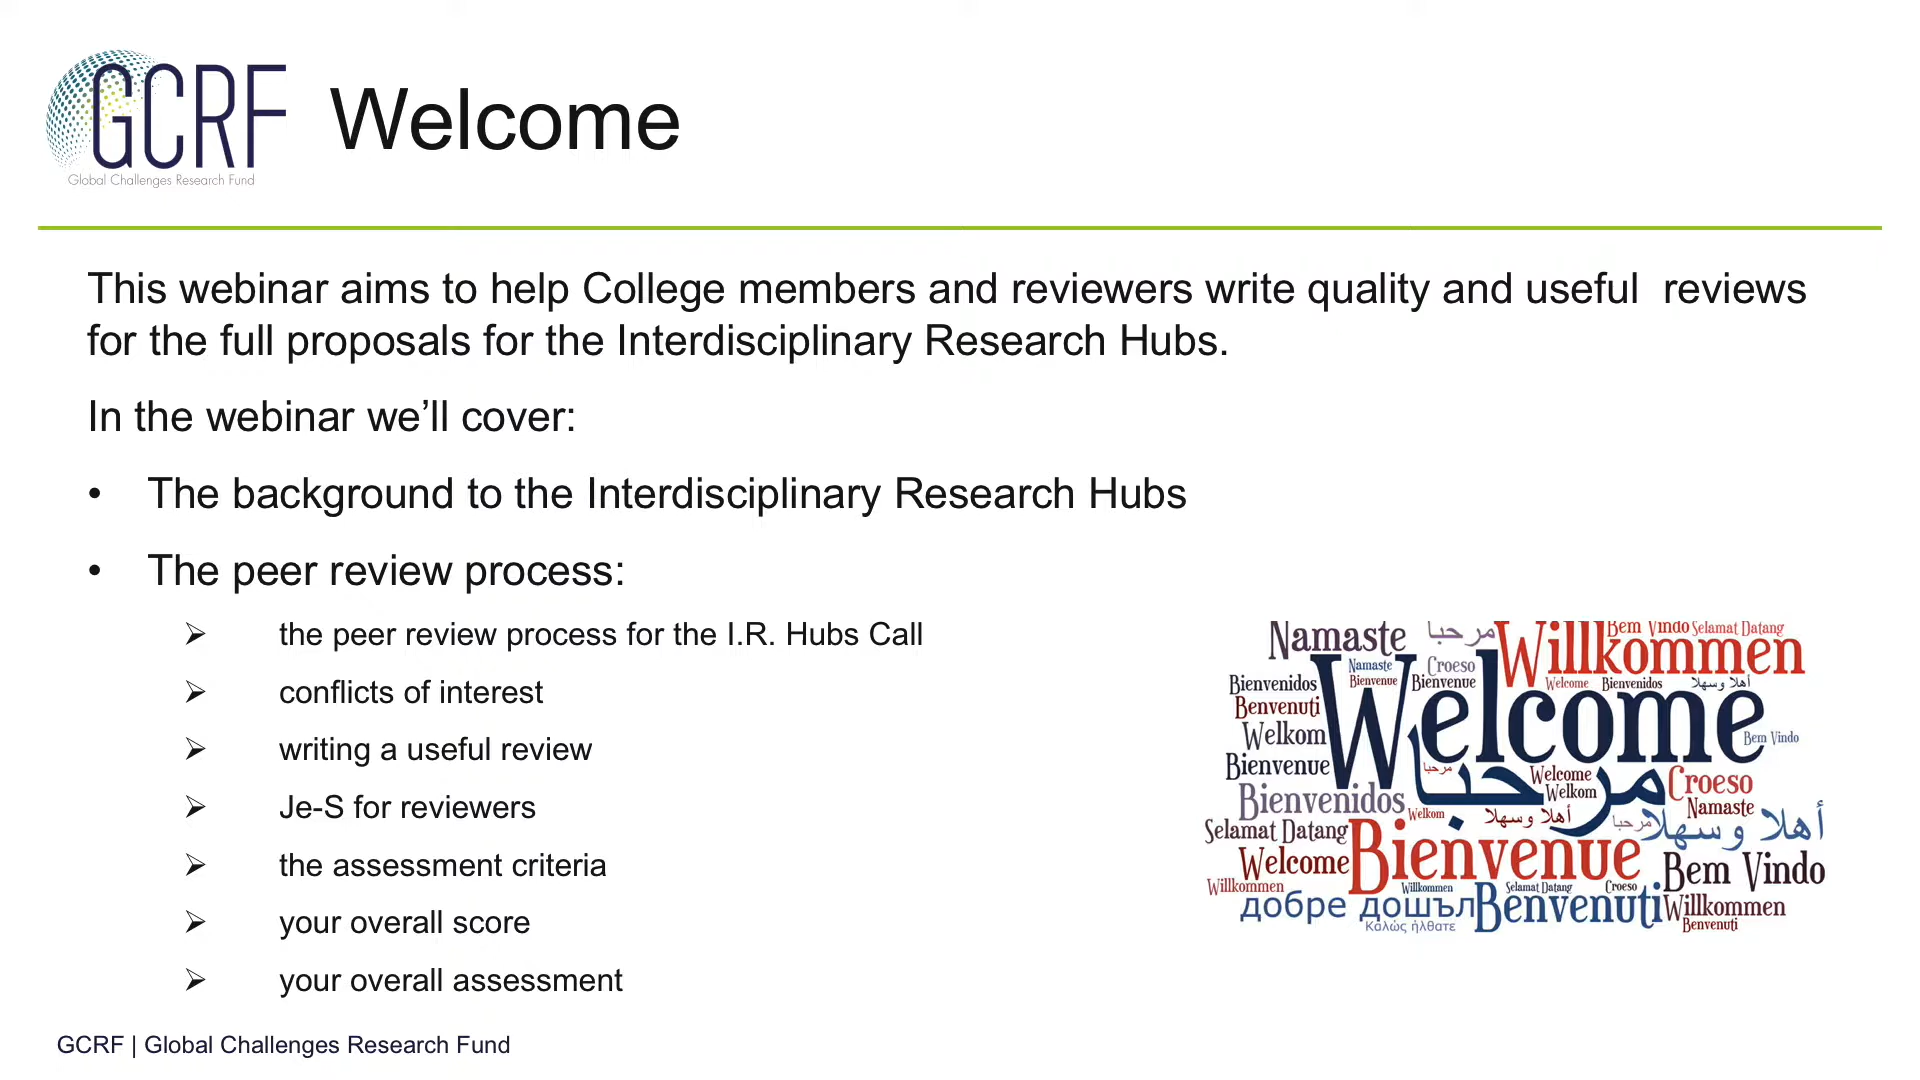 GCRF
Global Challenges Research Fund
Welcome
This webinar aims to help College members and reviewers write quality and useful  reviews
for the full proposals for the Interdisciplinary Research Hubs.
In the webinar we’ll cover:
• The background to the Interdisciplinary Research Hubs
• The peer review process:
➢ the peer review process for the I.R. Hubs Call
➢ conflicts of interest
➢ writing a useful review
➢ Je-S for reviewers
➢ the assessment criteria
➢ your overall score
➢ your overall assessment
Namaste
مرحبا
Willkommen
Bem Vindo
Selamat Datang
Namaste
Croeso
Bienvenidos
Bienvenue
Bienvenue
Welcome
Bienvenidos
أهلا وسهلا
Benvenuti
Welcome
Welkom
Bem Vindo
Bienvenue
مرحبا
مرحبا
Welcome
Welkom
Croeso
Bienvenidos
Namaste
Welkom
أهلا وسهلا
مرحبا
أهلا وسهلا
Selamat Datang
Welcome
Bienvenue
Bem Vindo
Willkommen
Willkommen
Selamat Datang
Croeso
добре дошъл
Benvenuti
Willkommen
Καλώς ήλθατε
Benvenuti
GCRF | Global Challenges Research Fund